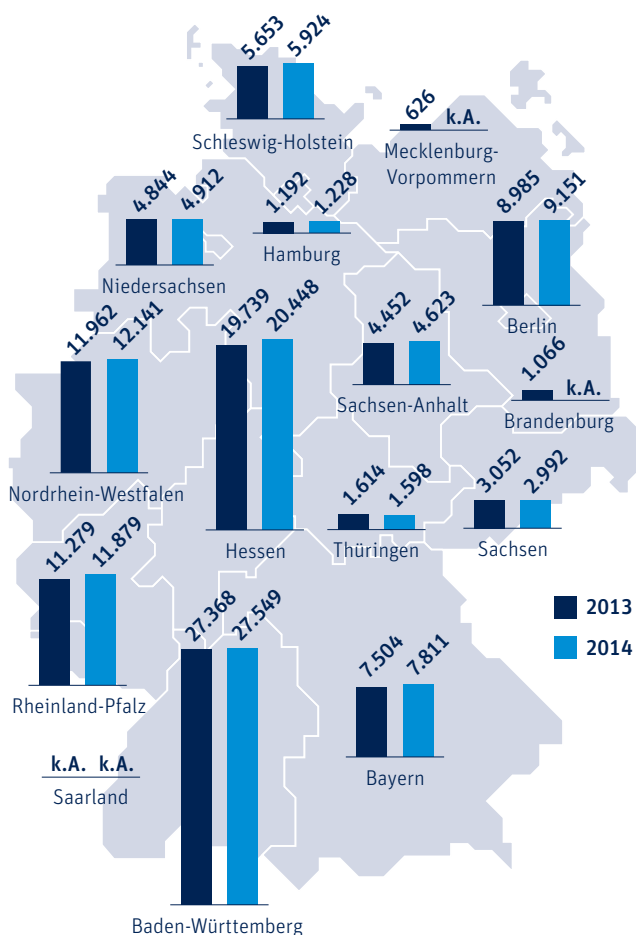 5.653 5.924
Schleswig-Holstein
626 k.A.
Mecklenburg-
Vorpommern
4.844 4.912
Niedersachsen
1.192 1.228
Hamburg
8.985 9.151
Berlin
11.962 12.141
Nordrhein-Westfalen
19.739 20.448
Hessen
4.452 4.623
Sachsen-Anhalt
1.066 k.A.
Brandenburg
1.614 1.598
Thüringen
3.052 2.992
Sachsen
11.279 11.879
Rheinland-Pfalz
27.368 27.549
Baden-Württemberg
7.504 7.811
Bayern
2013
2014
k.A. k.A.
Saarland